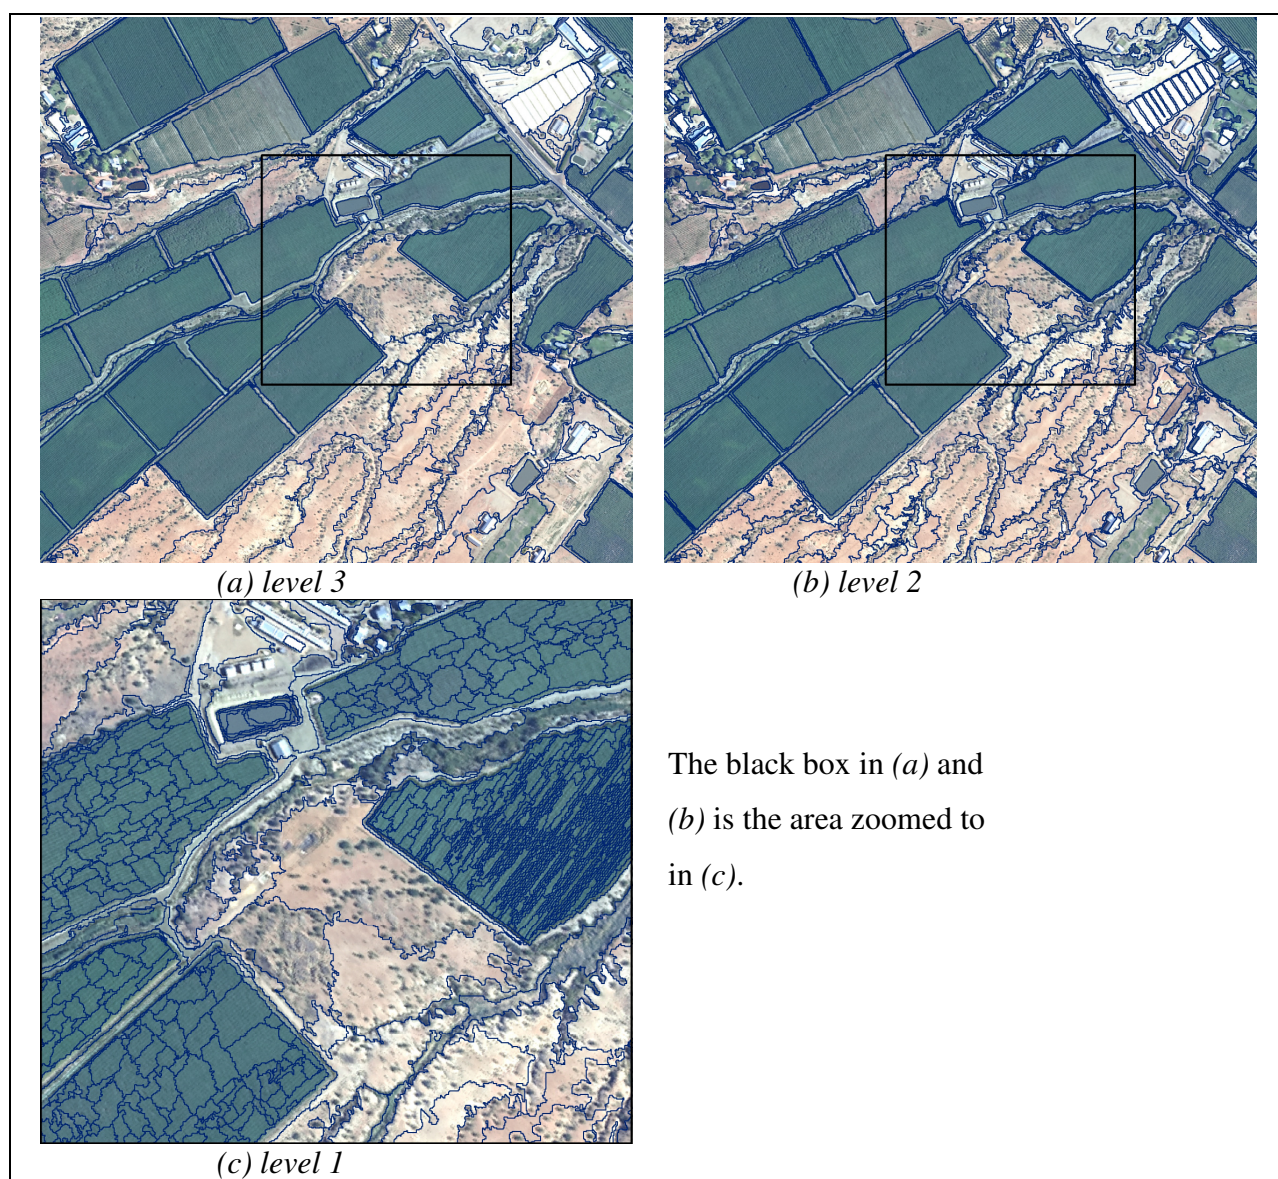 (a) level 3
(b) level 2
The black box in (a) and
(b) is the area zoomed to
in (c).
(c) level 1